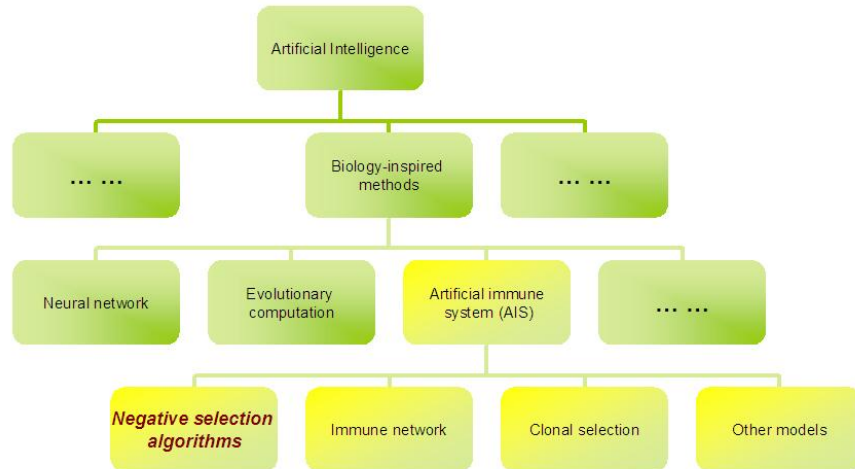 Artificial Intelligence
... ...
Biology-inspired
methods
... ...
Neural network
Evolutionary
computation
Artificial immune
system (AIS)
... ...
Negative selection
algorithms
Immune network
Clonal selection
Other models